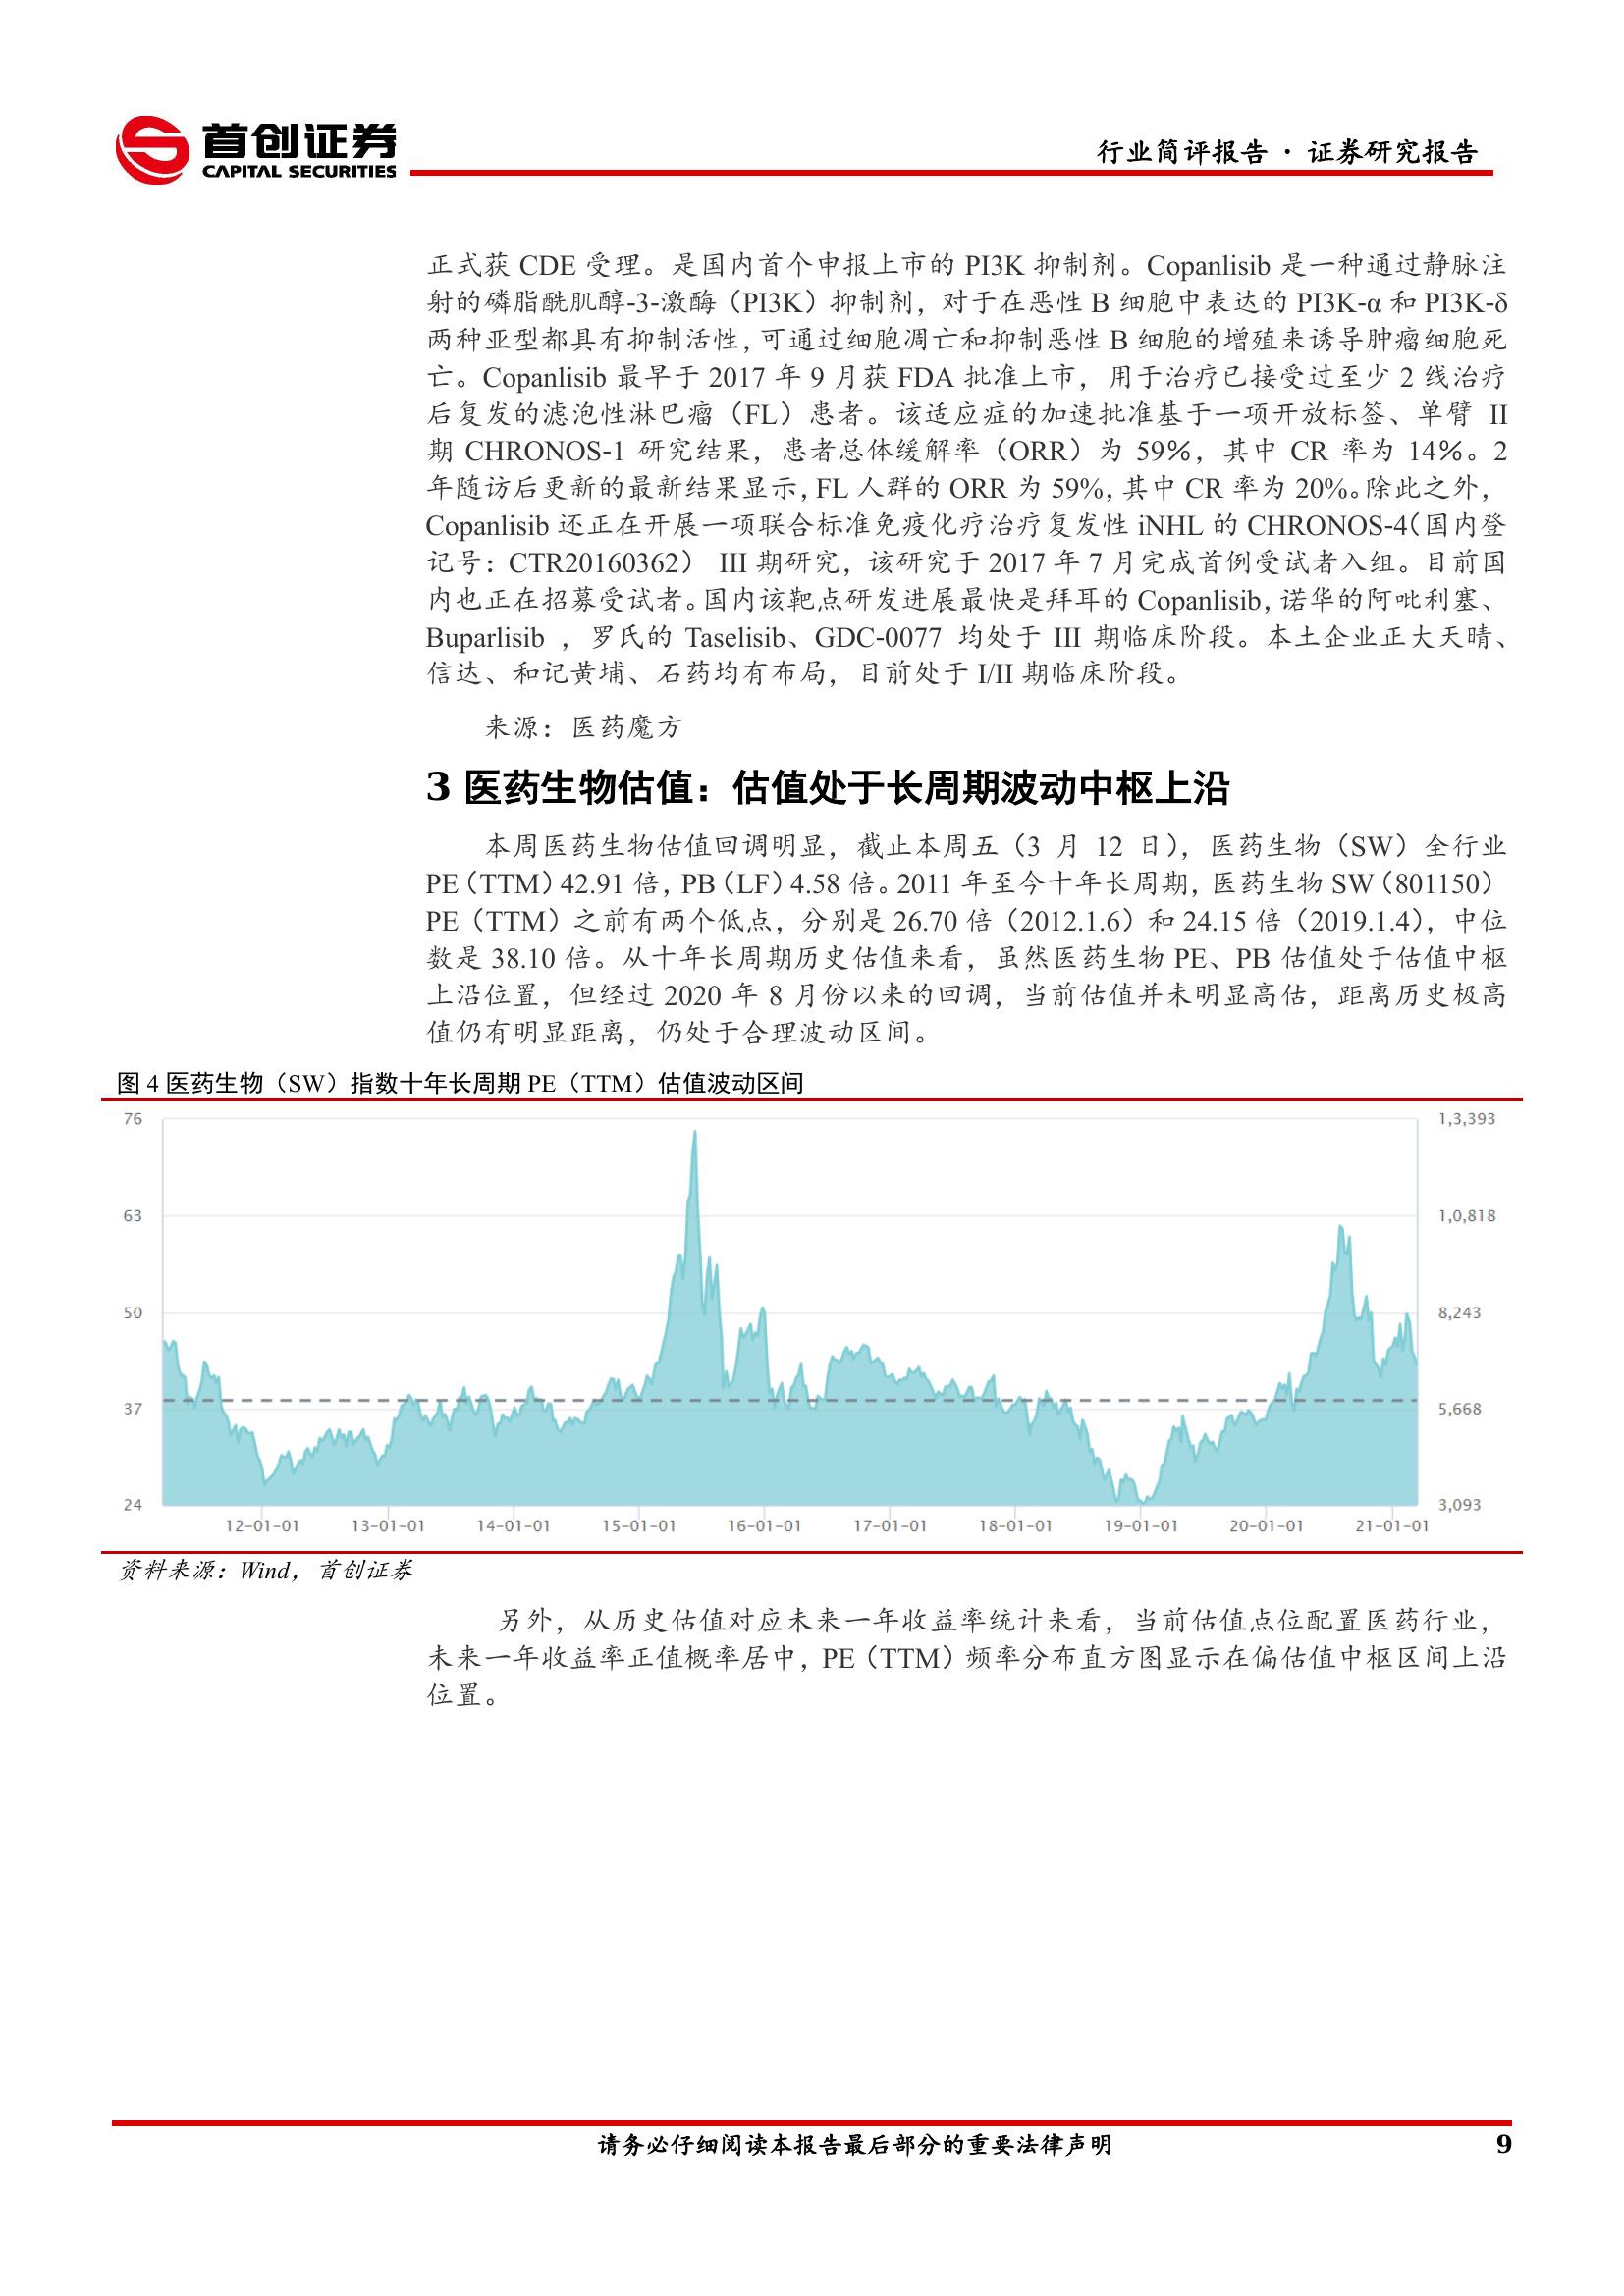 首创证券
CAPITAL SECURITIES
行业简评报告 · 证券研究报告
正式获 CDE 受理。是国内首个申报上市的 PI3K 抑制剂。Copanlisib 是一种通过静脉注
射的磷脂酰肌醇-3-激酶（PI3K）抑制剂，对于在恶性 B 细胞中表达的 PI3K-α 和 PI3K-δ
两种亚型都具有抑制活性，可通过细胞凋亡和抑制恶性 B 细胞的增殖来诱导肿瘤细胞死
亡。Copanlisib 最早于 2017 年 9 月获 FDA 批准上市，用于治疗已接受过至少 2 线治疗
后复发的滤泡性淋巴瘤（FL）患者。该适应症的加速批准基于一项开放标签、单臂 II
期 CHRONOS-1 研究结果，患者总体缓解率（ORR）为 59%，其中 CR 率为 14%。2
年随访后更新的最新结果显示，FL 人群的 ORR 为 59%，其中 CR 率为 20%。除此之外，
Copanlisib 还正在开展一项联合标准免疫化疗治疗复发性 iNHL 的 CHRONOS-4（国内登
记号：CTR20160362） III 期研究，该研究于 2017 年 7 月完成首例受试者入组。目前国
内也正在招募受试者。国内该靶点研发进展最快是拜耳的 Copanlisib，诺华的阿吡利塞、
Buparlisib ，罗氏的 Taselisib、GDC-0077 均处于 III 期临床阶段。本土企业正大天晴、
信达、和记黄埔、石药均有布局，目前处于 I/II 期临床阶段。
来源：医药魔方
3 医药生物估值：估值处于长周期波动中枢上沿
本周医药生物估值回调明显，截止本周五（3 月 12 日），医药生物（SW）全行业
PE（TTM）42.91 倍，PB（LF）4.58 倍。2011 年至今十年长周期，医药生物 SW（801150）
PE（TTM）之前有两个低点，分别是 26.70 倍（2012.1.6）和 24.15 倍（2019.1.4），中位
数是 38.10 倍。从十年长周期历史估值来看，虽然医药生物 PE、PB 估值处于估值中枢
上沿位置，但经过 2020 年 8 月份以来的回调，当前估值并未明显高估，距离历史极高
值仍有明显距离，仍处于合理波动区间。
图 4 医药生物（SW）指数十年长周期 PE（TTM）估值波动区间
76 1,3,393
63 1,0,818
50 8,243
37 5,668
24 3,093
12-01-01 13-01-01 14-01-01 15-01-01 16-01-01 17-01-01 18-01-01 19-01-01 20-01-01 21-01-01
资料来源：Wind，首创证券
另外，从历史估值对应未来一年收益率统计来看，当前估值点位配置医药行业，
未来一年收益率正值概率居中，PE（TTM）频率分布直方图显示在偏估值中枢区间上沿
位置。
请务必仔细阅读本报告最后部分的重要法律声明 9